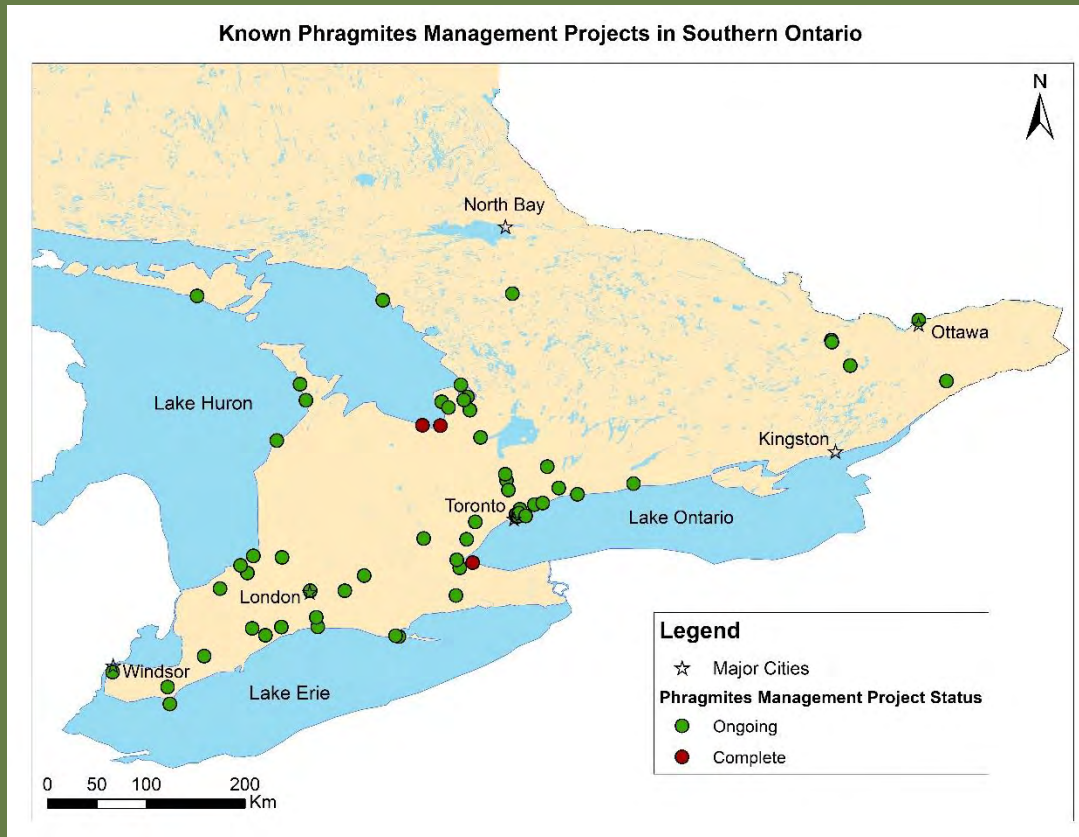 Known Phragmites Management Projects in Southern Ontario
N
North Bay
Ottawa
Lake Huron
Kingston
Toronto
Lake Ontario
London
Windsor
Lake Erie
Legend
Major Cities
Phragmites Management Project Status
Ongoing
Complete
0 50 100 200
Km